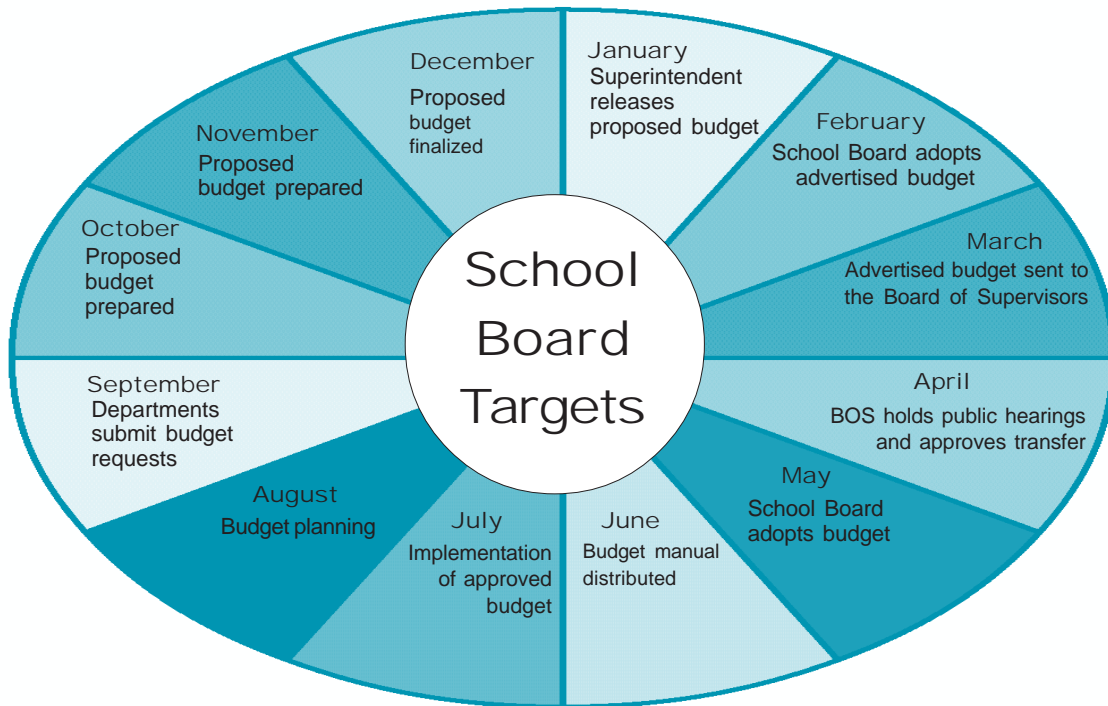 School
Board
Targets
January
Superintendent
releases
proposed budget
February
School Board adopts
advertised budget
March
Advertised budget sent to
the Board of Supervisors
April
BOS holds public hearings
and approves transfer
May
School Board
adopts budget
June
Budget manual
distributed
July
Implementation
of approved
budget
August
Budget planning
September
Departments
submit budget
requests
October
Proposed
budget
prepared
November
Proposed
budget prepared
December
Proposed
budget
finalized